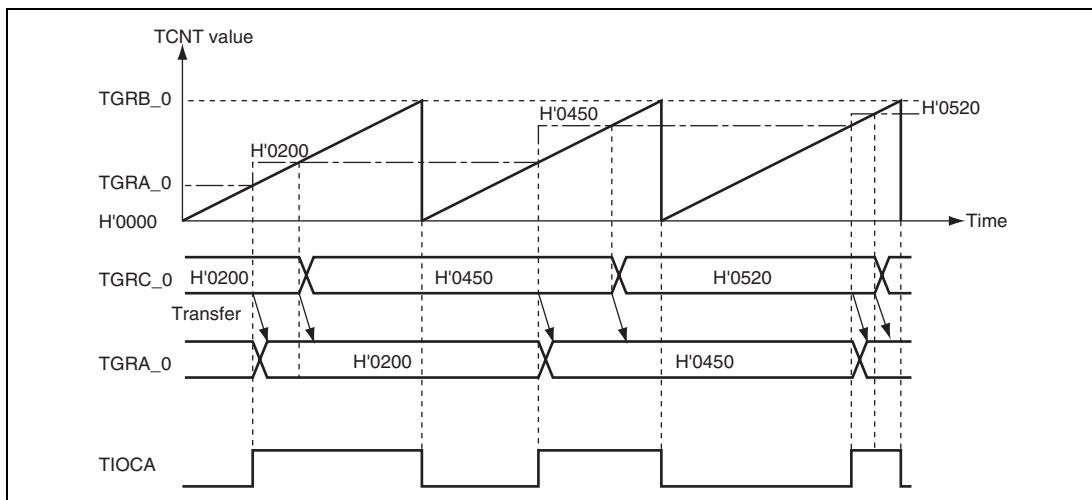 TCNT value
TGRB_0
H'0450
H'0520
H'0200
TGRA_0
H'0000
Time
TGRC_0
H'0200
H'0450
H'0520
Transfer
TGRA_0
H'0200
H'0450
TIOCA